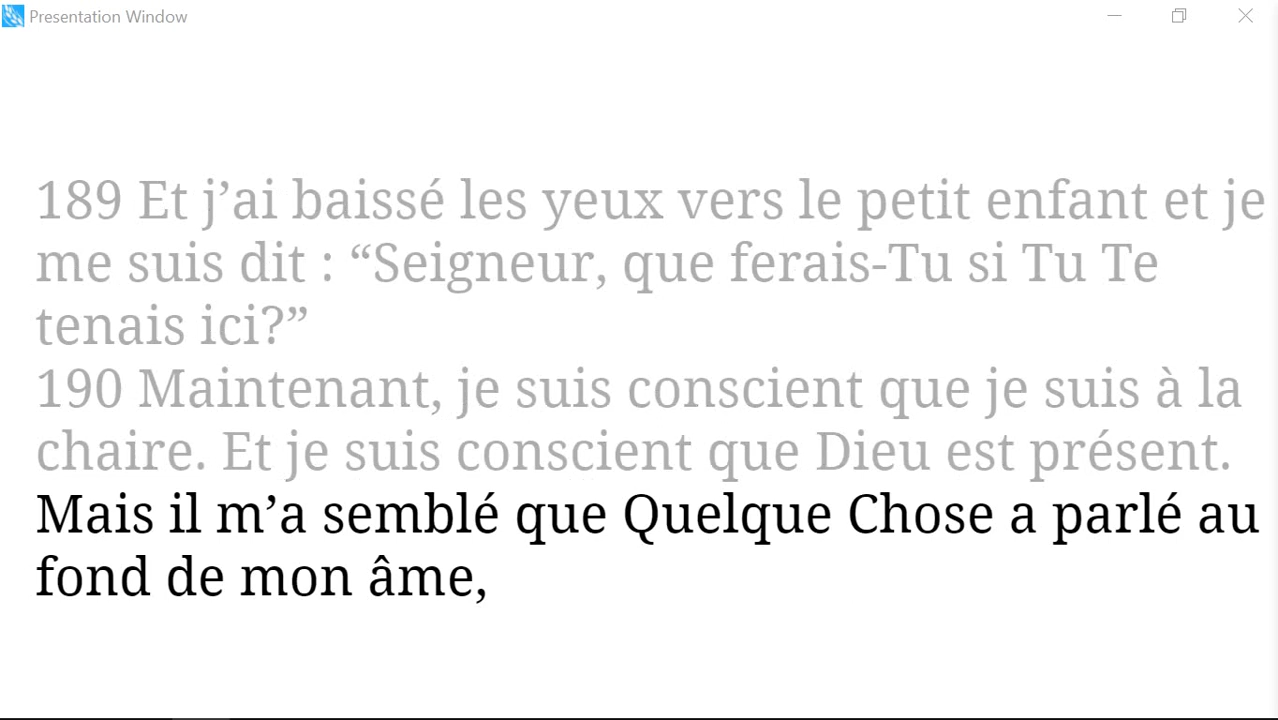 Presentation Window
189 Et j’ai baissé les yeux vers le petit enfant et je
me suis dit : “Seigneur, que ferais-Tu si Tu Te
tenais ici?”
190 Maintenant, je suis conscient que je suis à la
chaire. Et je suis conscient que Dieu est présent.
Mais il m’a semblé que Quelque Chose a parlé au
fond de mon âme,